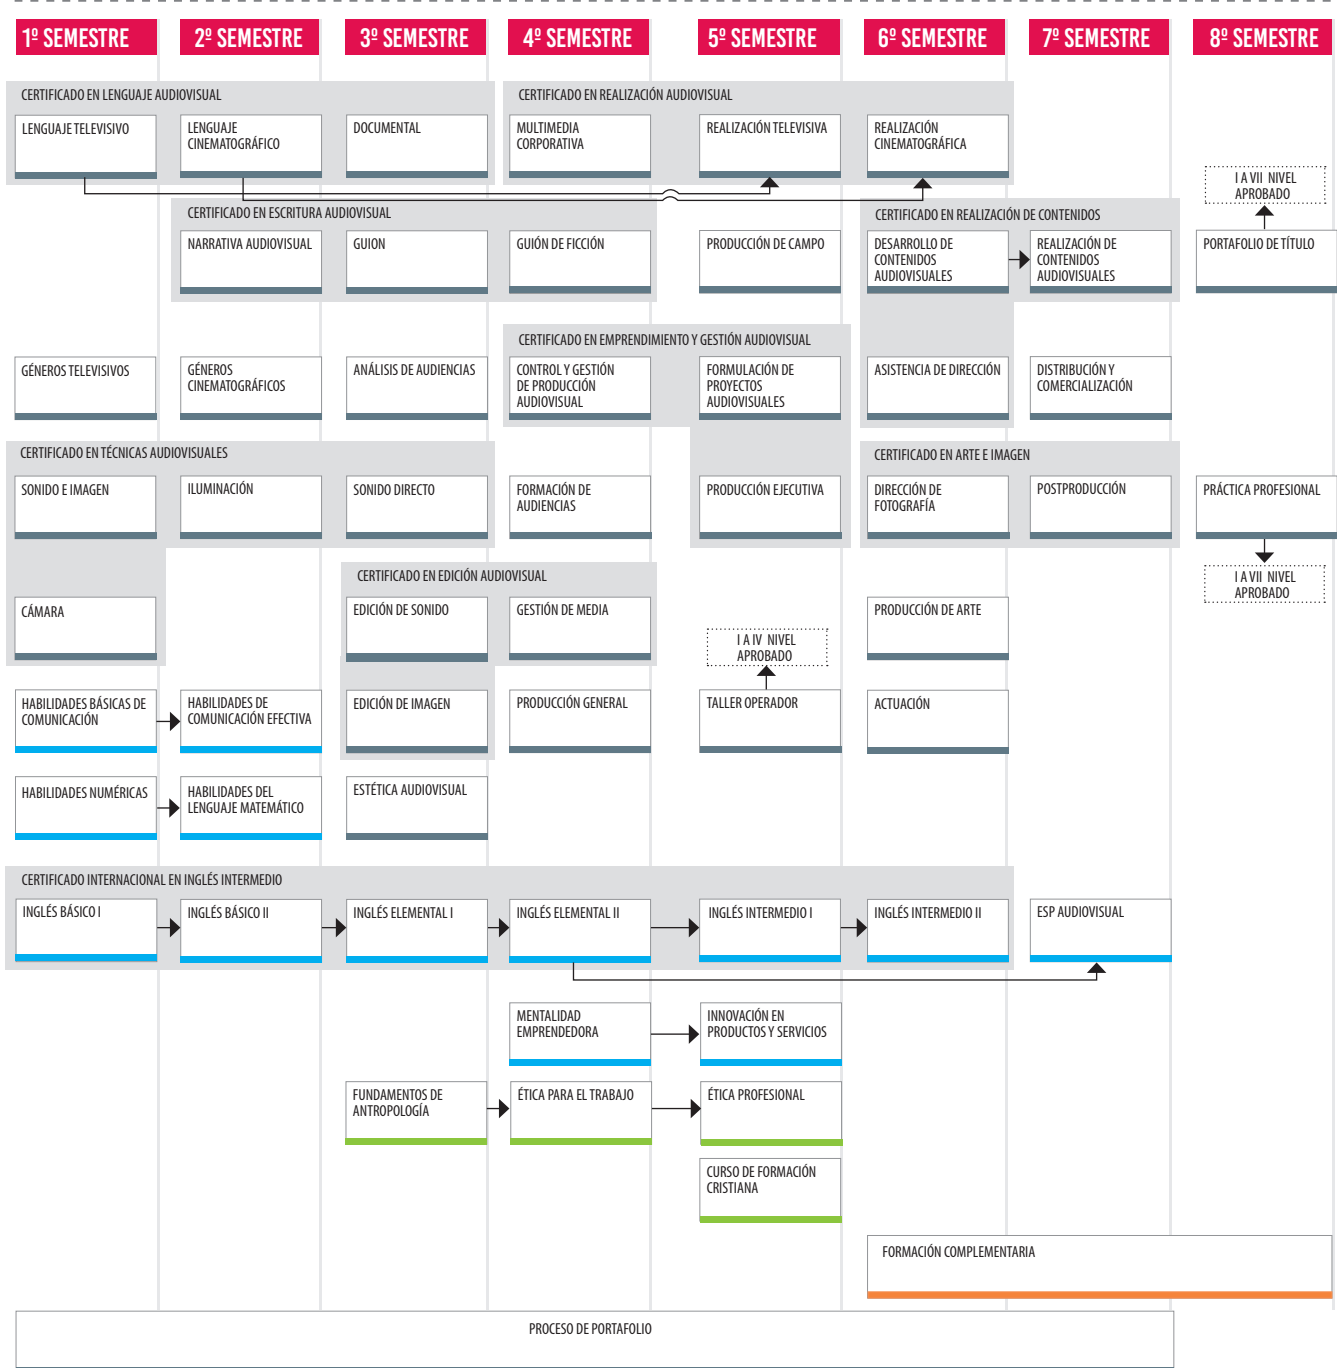 1º SEMESTRE
2º SEMESTRE
3º SEMESTRE
4º SEMESTRE
5º SEMESTRE
6º SEMESTRE
7º SEMESTRE
8º SEMESTRE
CERTIFICADO EN LENGUAJE AUDIOVISUAL
CERTIFICADO EN REALIZACIÓN AUDIOVISUAL
LENGUAJE TELEVISIVO
LENGUAJE
CINEMATOGRÁFICO
DOCUMENTAL
MULTIMEDIA
CORPORATIVA
REALIZACIÓN TELEVISIVA
REALIZACIÓN
CINEMATOGRÁFICA
I A VII NIVEL
APROBADO
CERTIFICADO EN ESCRITURA AUDIOVISUAL
CERTIFICADO EN REALIZACIÓN DE CONTENIDOS
NARRATIVA AUDIOVISUAL
GUION
GUIÓN DE FICCIÓN
PRODUCCIÓN DE CAMPO
DESARROLLO DE
CONTENIDOS
AUDIOVISUALES
REALIZACIÓN DE
CONTENIDOS
AUDIOVISUALES
PORTAFOLIO DE TÍTULO
CERTIFICADO EN EMPRENDIMIENTO Y GESTIÓN AUDIOVISUAL
GÉNEROS TELEVISIVOS
GÉNEROS
CINEMATOGRÁFICOS
ANÁLISIS DE AUDIENCIAS
CONTROL Y GESTIÓN
DE PRODUCCIÓN
AUDIOVISUAL
FORMULACIÓN DE
PROYECTOS
AUDIOVISUALES
ASISTENCIA DE DIRECCIÓN
DISTRIBUCIÓN Y
COMERCIALIZACIÓN
CERTIFICADO EN TÉCNICAS AUDIOVISUALES
CERTIFICADO EN ARTE E IMAGEN
SONIDO E IMAGEN
ILUMINACIÓN
SONIDO DIRECTO
FORMACIÓN DE
AUDIENCIAS
PRODUCCIÓN EJECUTIVA
DIRECCIÓN DE
FOTOGRAFÍA
POSTPRODUCCIÓN
PRÁCTICA PROFESIONAL
CERTIFICADO EN EDICIÓN AUDIOVISUAL
I A VII NIVEL
APROBADO
CÁMARA
EDICIÓN DE SONIDO
GESTIÓN DE MEDIA
I A IV NIVEL
APROBADO
PRODUCCIÓN DE ARTE
HABILIDADES BÁSICAS DE
COMUNICACIÓN
HABILIDADES DE
COMUNICACIÓN EFECTIVA
EDICIÓN DE IMAGEN
PRODUCCIÓN GENERAL
TALLER OPERADOR
ACTUACIÓN
HABILIDADES NUMÉRICAS
HABILIDADES DEL
LENGUAJE MATEMÁTICO
ESTÉTICA AUDIOVISUAL
CERTIFICADO INTERNACIONAL EN INGLÉS INTERMEDIO
INGLÉS BÁSICO I
INGLÉS BÁSICO II
INGLÉS ELEMENTAL I
INGLÉS ELEMENTAL II
INGLÉS INTERMEDIO I
INGLÉS INTERMEDIO II
ESP AUDIOVISUAL
MENTALIDAD
EMPRENDEDORA
INNOVACIÓN EN
PRODUCTOS Y SERVICIOS
FUNDAMENTOS DE
ANTROPOLOGÍA
ÉTICA PARA EL TRABAJO
ÉTICA PROFESIONAL
CURSO DE FORMACIÓN
CRISTIANA
FORMACIÓN COMPLEMENTARIA
PROCESO DE PORTAFOLIO